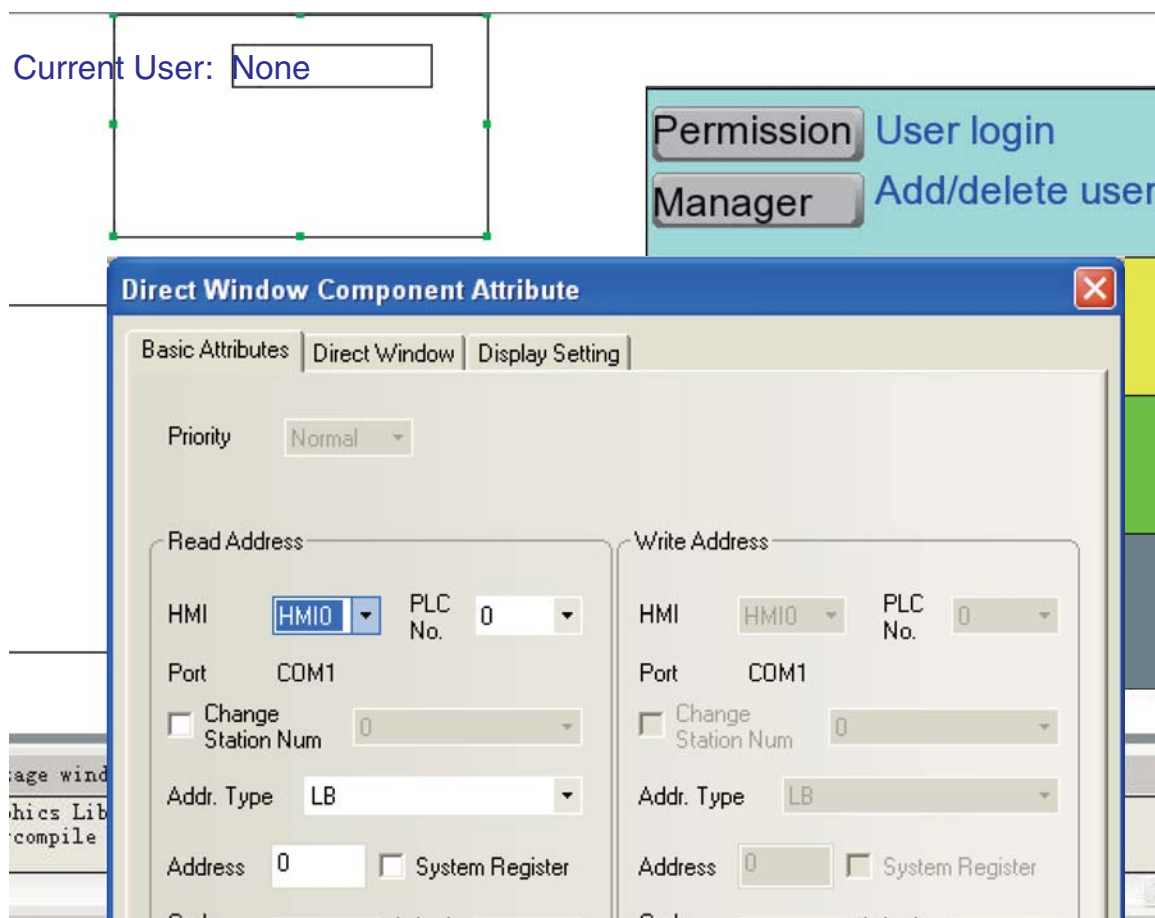 Current User: None
Permission User login
Manager Add/delete user
Direct Window Component Attribute
Basic Attributes Direct Window Display Setting
Priority Normal
Read Address Write Address
HMI HMI0 PLC No. 0 HMI HMI0 PLC No. 0
Port COM1 Port COM1
Change Station Num 0 Change Station Num 0
Addr. Type LB Addr. Type LB
Address 0 System Register Address 0 System Register
wind
Lib
compile